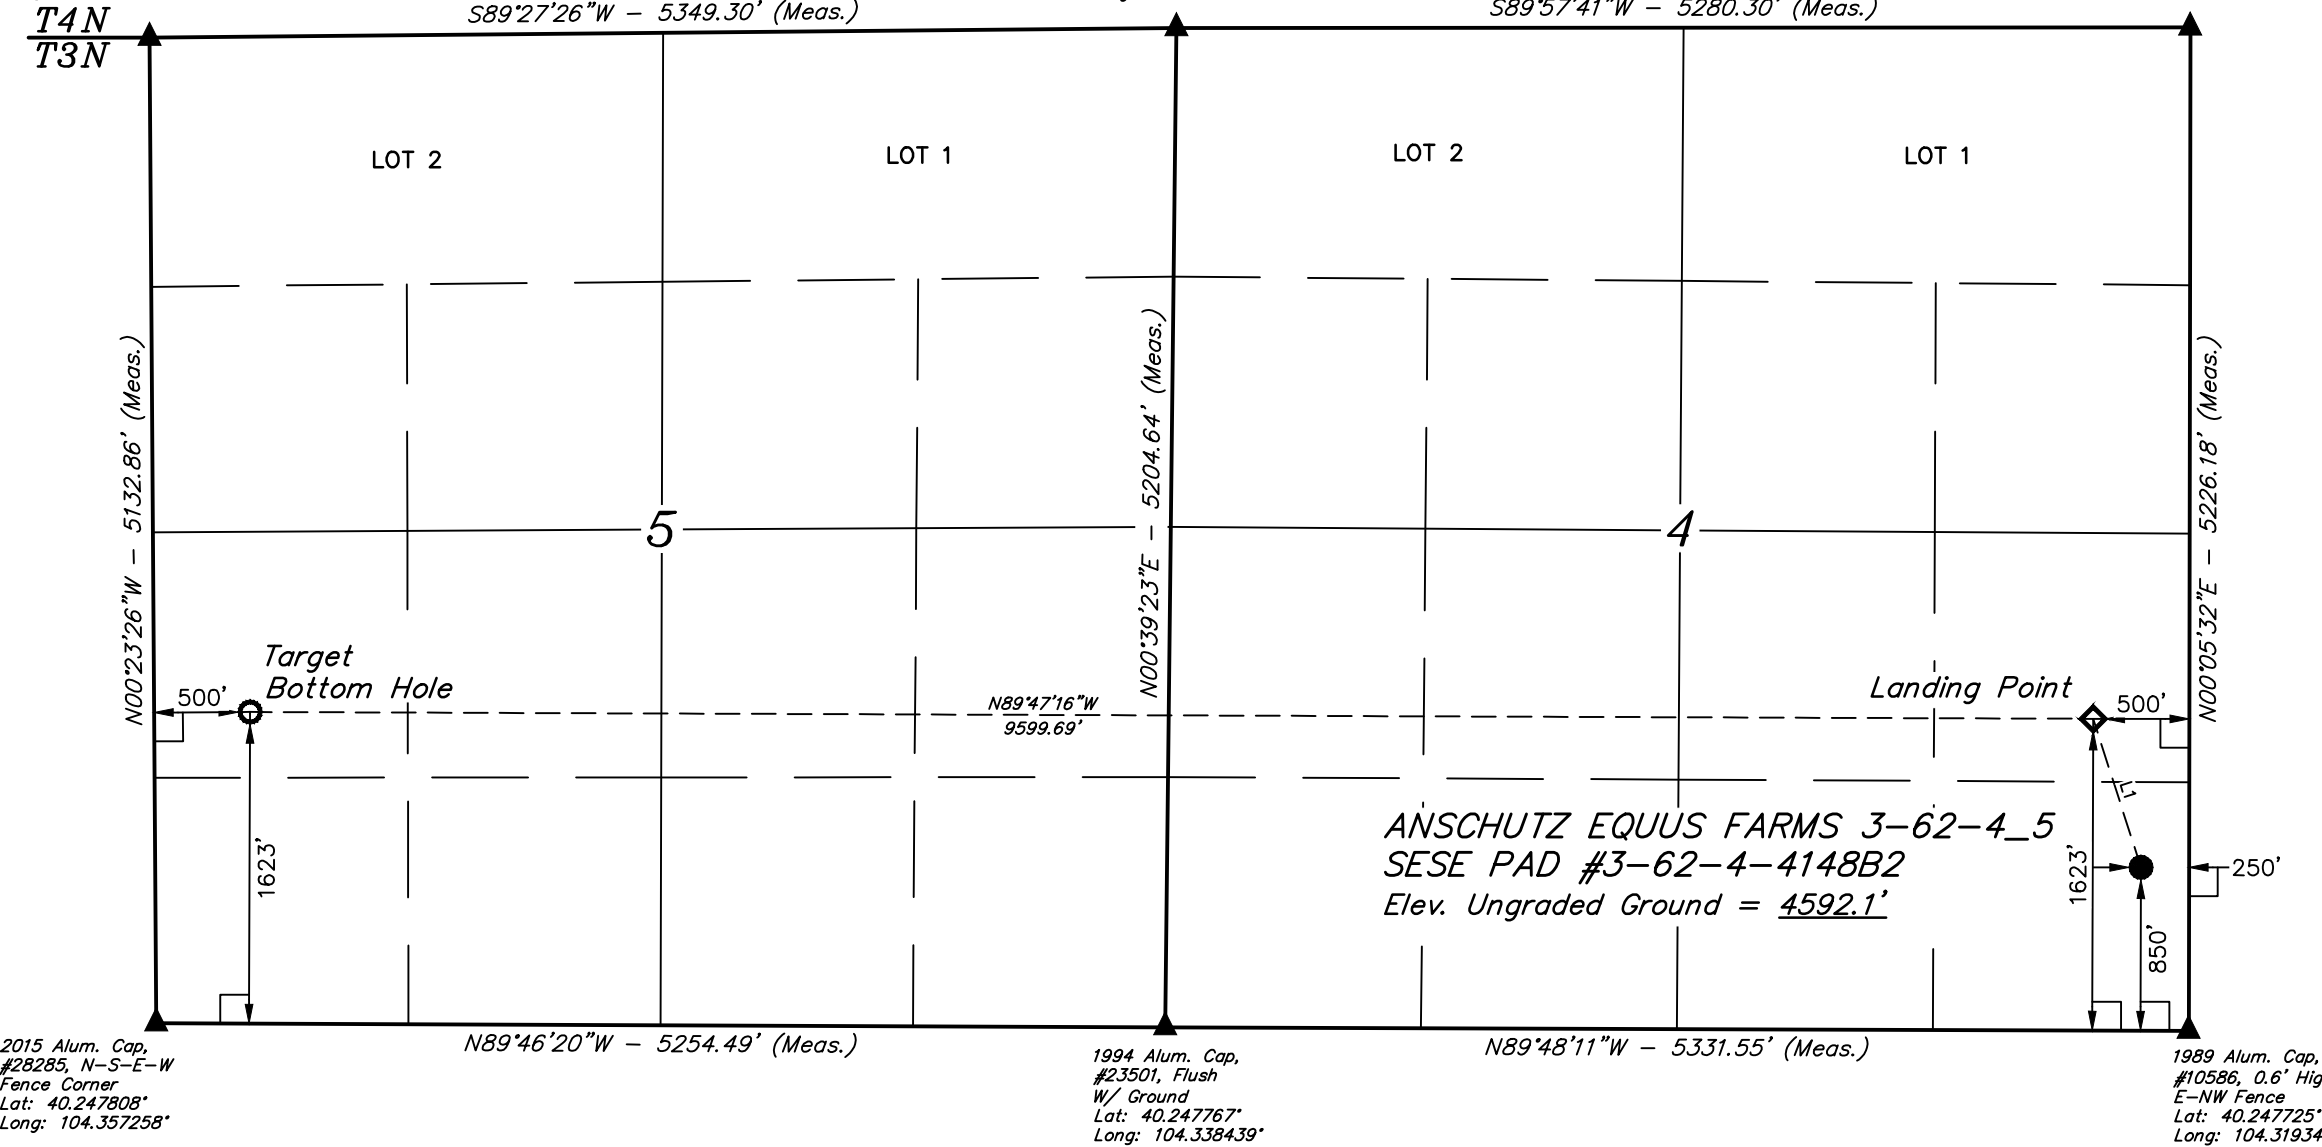 T4N
T3N
S89°27'26"W – 5349.30' (Meas.)
S89°57'41"W – 5280.30' (Meas.)
LOT 2
LOT 1
LOT 2
LOT 1
N00°23'26"W – 5132.86' (Meas.)
N00°39'23"E – 5204.64' (Meas.)
N00°05'32"E – 5226.18' (Meas.)
5
4
Target
Bottom Hole
500'
N89°47'16"W
9599.69'
Landing Point
500'
L1
1623'
ANSCHUTZ EQUUS FARMS 3-62-4_5
SESE PAD #3-62-4-4148B2
Elev. Ungraded Ground = 4592.1'
1623'
250'
850'
N89°46'20"W – 5254.49' (Meas.)
N89°48'11"W – 5331.55' (Meas.)
2015 Alum. Cap,
#28285, N-S-E-W
Fence Corner
Lat: 40.247808°
Long: 104.357258°
1994 Alum. Cap,
#23501, Flush
W/ Ground
Lat: 40.247767°
Long: 104.338439°
1989 Alum. Cap,
#10586, 0.6' Hig
E-NW Fence
Lat: 40.247725°
Long: 104.31934